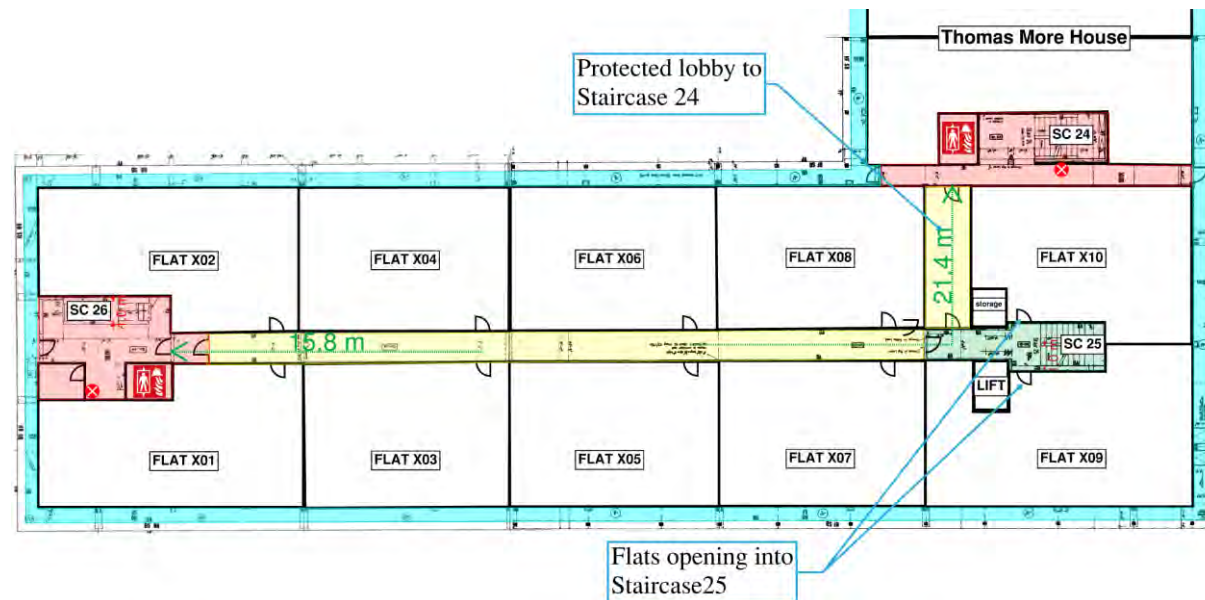 Thomas More House
Protected lobby to
Staircase 24
SC 24
FLAT X02
FLAT X04
FLAT X06
FLAT X08
21.4 m
FLAT X10
storage
SC 26
15.8 m
SC 25
LIFT
FLAT X01
FLAT X03
FLAT X05
FLAT X07
FLAT X09
Flats opening into
Staircase25